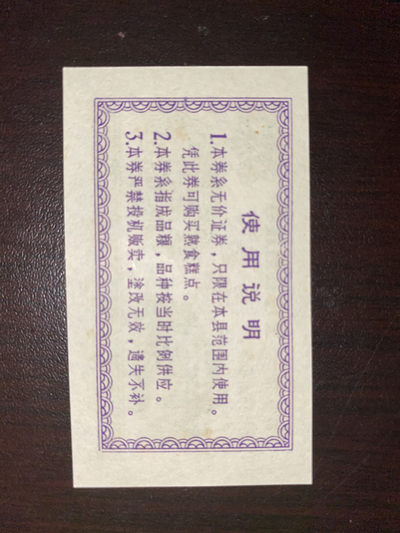 使用说明
1.本券系无价证券，只限在本县范围内使用。
凭此券可购买熟食糕点。
2.本券系指成品粮，品种按当时比例供应。
3.本券严禁投机贩卖，塗改无效，遗失不补。